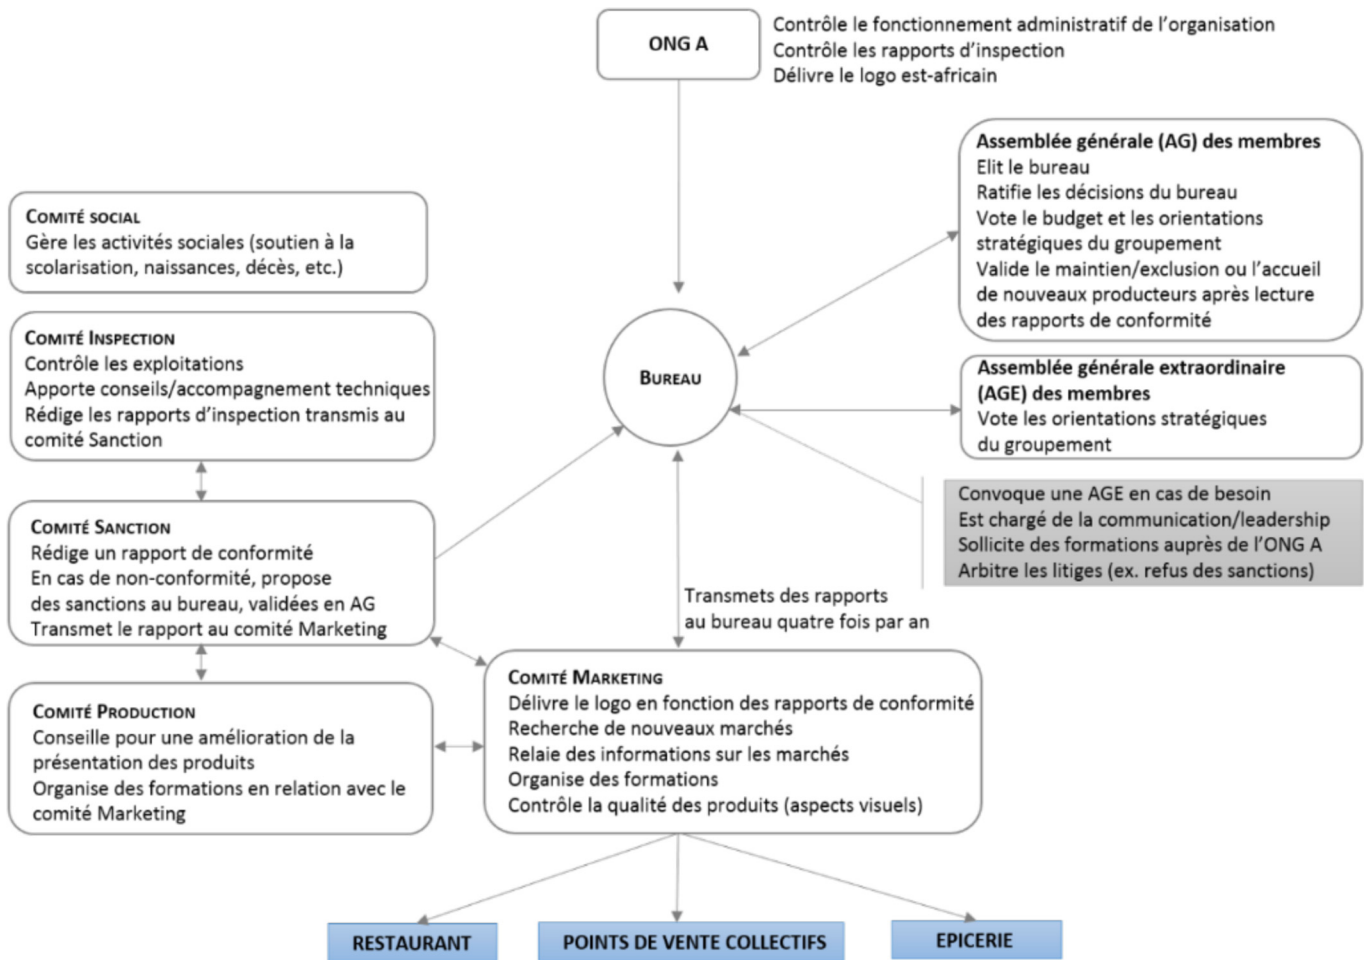 ONG A
Contrôle le fonctionnement administratif de l'organisation
Contrôle les rapports d'inspection
Délivre le logo est-africain
Assemblée générale (AG) des membres
Elit le bureau
Ratifie les décisions du bureau
Vote le budget et les orientations
stratégiques du groupement
Valide le maintien/exclusion ou l'accueil
de nouveaux producteurs après lecture
des rapports de conformité
COMITÉ SOCIAL
Gère les activités sociales (soutien à la
scolarisation, naissances, décès, etc.)
COMITÉ INSPECTION
Contrôle les exploitations
Apporte conseils/accompagnement techniques
Rédige les rapports d'inspection transmis au
comité Sanction
BUREAU
Assemblée générale extraordinaire
(AGE) des membres
Vote les orientations stratégiques
du groupement
Convoque une AGE en cas de besoin
Est chargé de la communication/leadership
Sollicite des formations auprès de l'ONG A
Arbitre les litiges (ex. refus des sanctions)
COMITÉ SANCTION
Rédige un rapport de conformité
En cas de non-conformité, propose
des sanctions au bureau, validées en AG
Transmet le rapport au comité Marketing
Transmets des rapports
au bureau quatre fois par an
COMITÉ PRODUCTION
Conseille pour une amélioration de la
présentation des produits
Organise des formations en relation avec le
comité Marketing
COMITÉ MARKETING
Délivre le logo en fonction des rapports de conformité
Recherche de nouveaux marchés
Relaie des informations sur les marchés
Organise des formations
Contrôle la qualité des produits (aspects visuels)
RESTAURANT
POINTS DE VENTE COLLECTIFS
EPICERIE